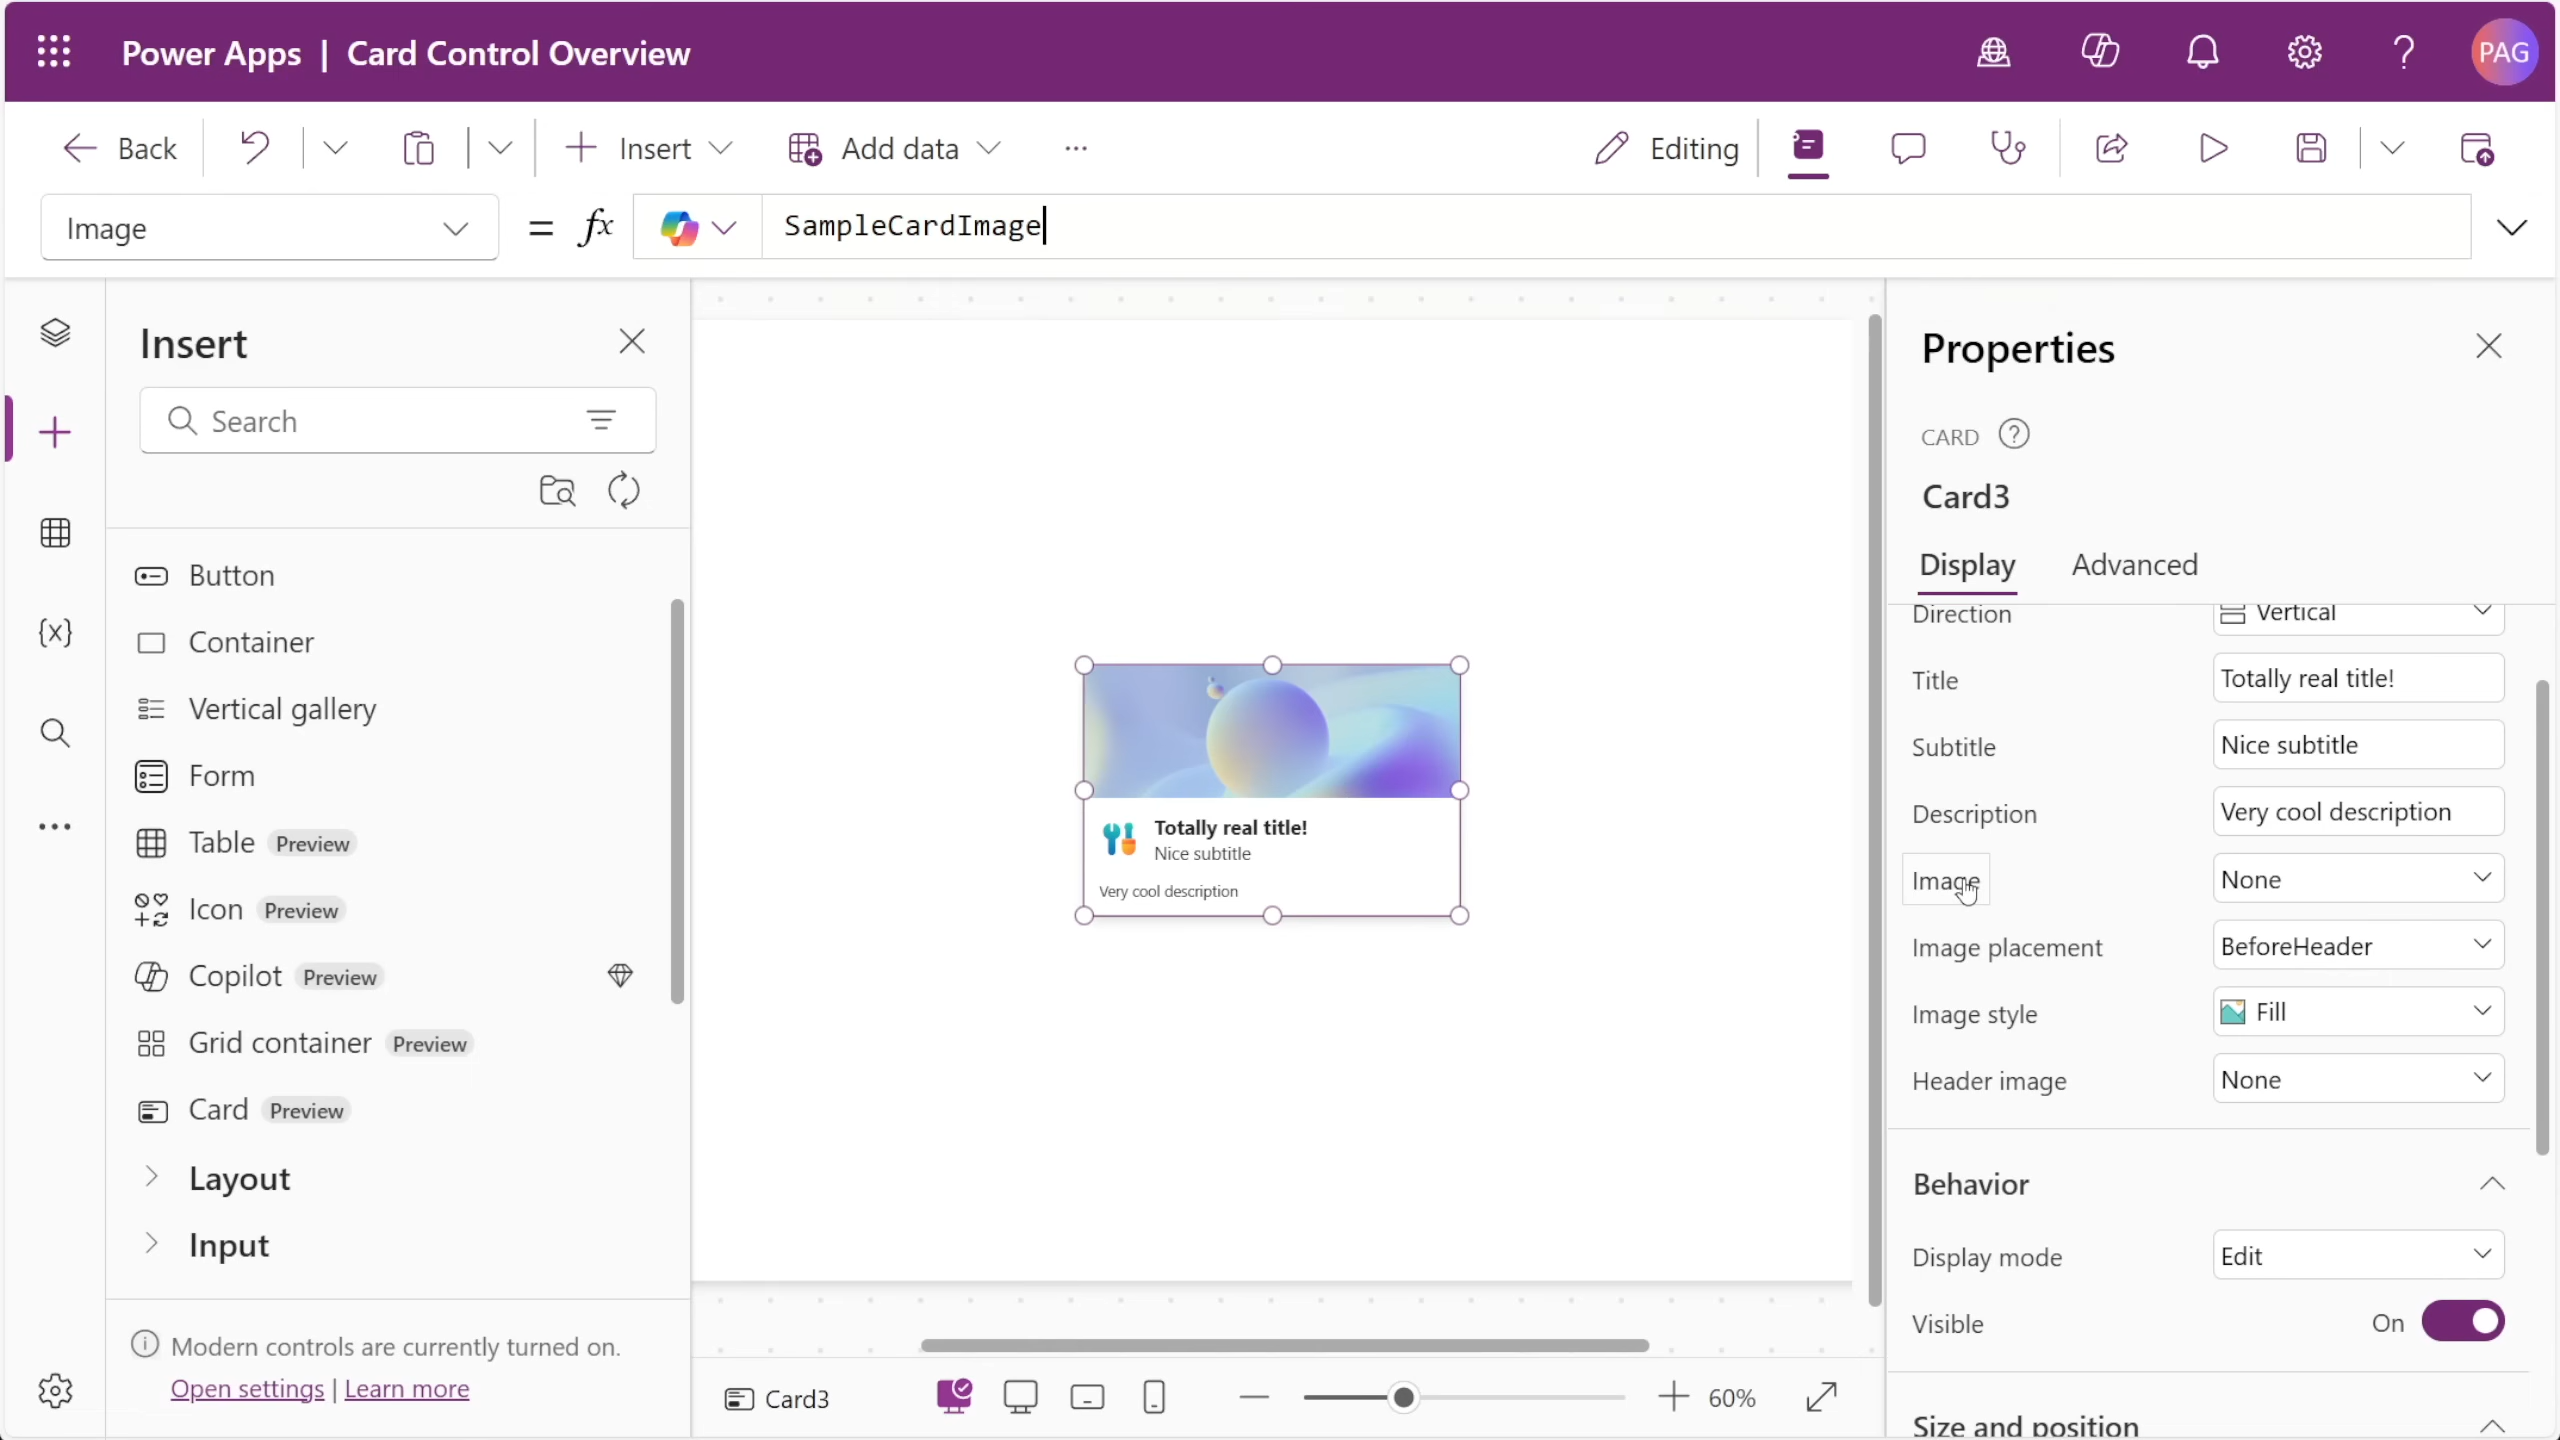 Power Apps | Card Control Overview
PAG
Back
Insert
Add data
Editing
Image
= fx
SampleCardImage
Insert
Search
Button
Container
Vertical gallery
Form
Table Preview
Icon Preview
Copilot Preview
Grid container Preview
Card Preview
Layout
Input
Modern controls are currently turned on.
Open settings | Learn more
Totally real title!
Nice subtitle
Very cool description
Card3
60%
Properties
CARD
Card3
Display Advanced
Direction Vertical
Title Totally real title!
Subtitle Nice subtitle
Description Very cool description
Image None
Image placement BeforeHeader
Image style Fill
Header image None
Behavior
Display mode Edit
Visible On
Size and position